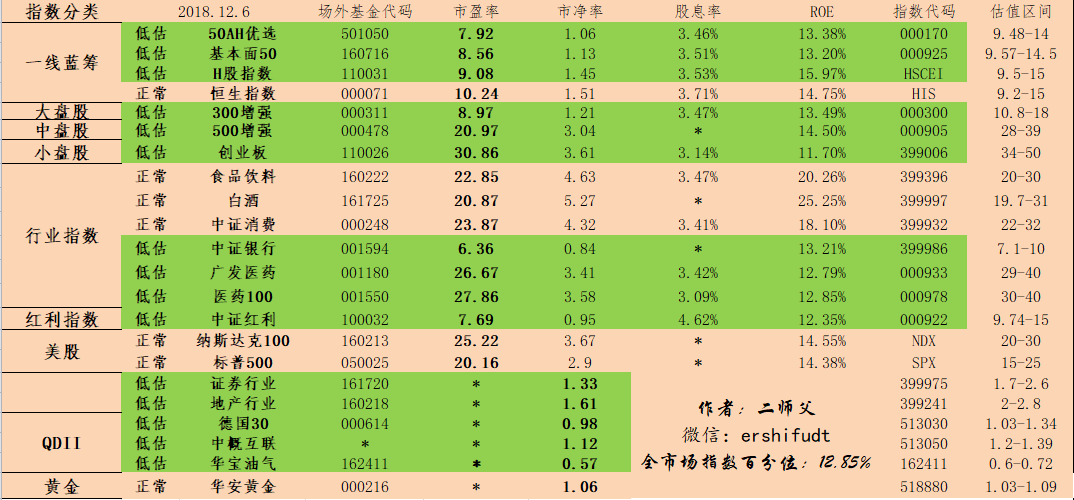 指数分类 2018.12.6 场外基金代码 市盈率 市净率 股息率 ROE 指数代码 估值区间
一线蓝筹 低估 50AH优选 501050 7.92 1.06 3.46% 13.38% 000170 9.48-14
低估 基本面50 160716 8.56 1.13 3.51% 13.20% 000925 9.57-14.5
低估 H股指数 110031 9.08 1.45 3.53% 15.97% HSCEI 9.5-15
正常 恒生指数 000071 10.24 1.51 3.71% 14.75% HIS 9.2-15
大盘股 低估 300增强 000311 8.97 1.21 3.47% 13.49% 000300 10.8-18
中盘股 低估 500增强 000478 20.97 3.04 * 14.50% 000905 28-39
小盘股 低估 创业板 110026 30.86 3.61 3.14% 11.70% 399006 34-50
行业指数 正常 食品饮料 160222 22.85 4.63 3.47% 20.26% 399396 20-30
正常 白酒 161725 20.87 5.27 * 25.25% 399997 19.7-31
正常 中证消费 000248 23.87 4.32 3.41% 18.10% 399932 22-32
低估 中证银行 001594 6.36 0.84 * 13.21% 399986 7.1-10
低估 广发医药 001180 26.67 3.41 3.42% 12.79% 000933 29-40
低估 医药100 001550 27.86 3.58 3.09% 12.85% 000978 30-40
红利指数 低估 中证红利 100032 7.69 0.95 4.62% 12.35% 000922 9.74-15
美股 正常 纳斯达克100 160213 25.22 3.67 * 14.55% NDX 20-30
正常 标普500 050025 20.16 2.9 * 14.38% SPX 15-25
低估 证券行业 161720 * 1.33 399975 1.7-2.6
低估 地产行业 160218 * 1.61 作者：二师父 399241 2-2.8
QDII 低估 德国30 000614 * 0.98 微信：ershifudt 513030 1.03-1.34
低估 中概互联 * * 1.12 513050 1.2-1.39
低估 华宝油气 162411 * 0.57 全市场指数百分位：12.85% 162411 0.6-0.72
黄金 正常 华安黄金 000216 * 1.06 518880 1.03-1.09